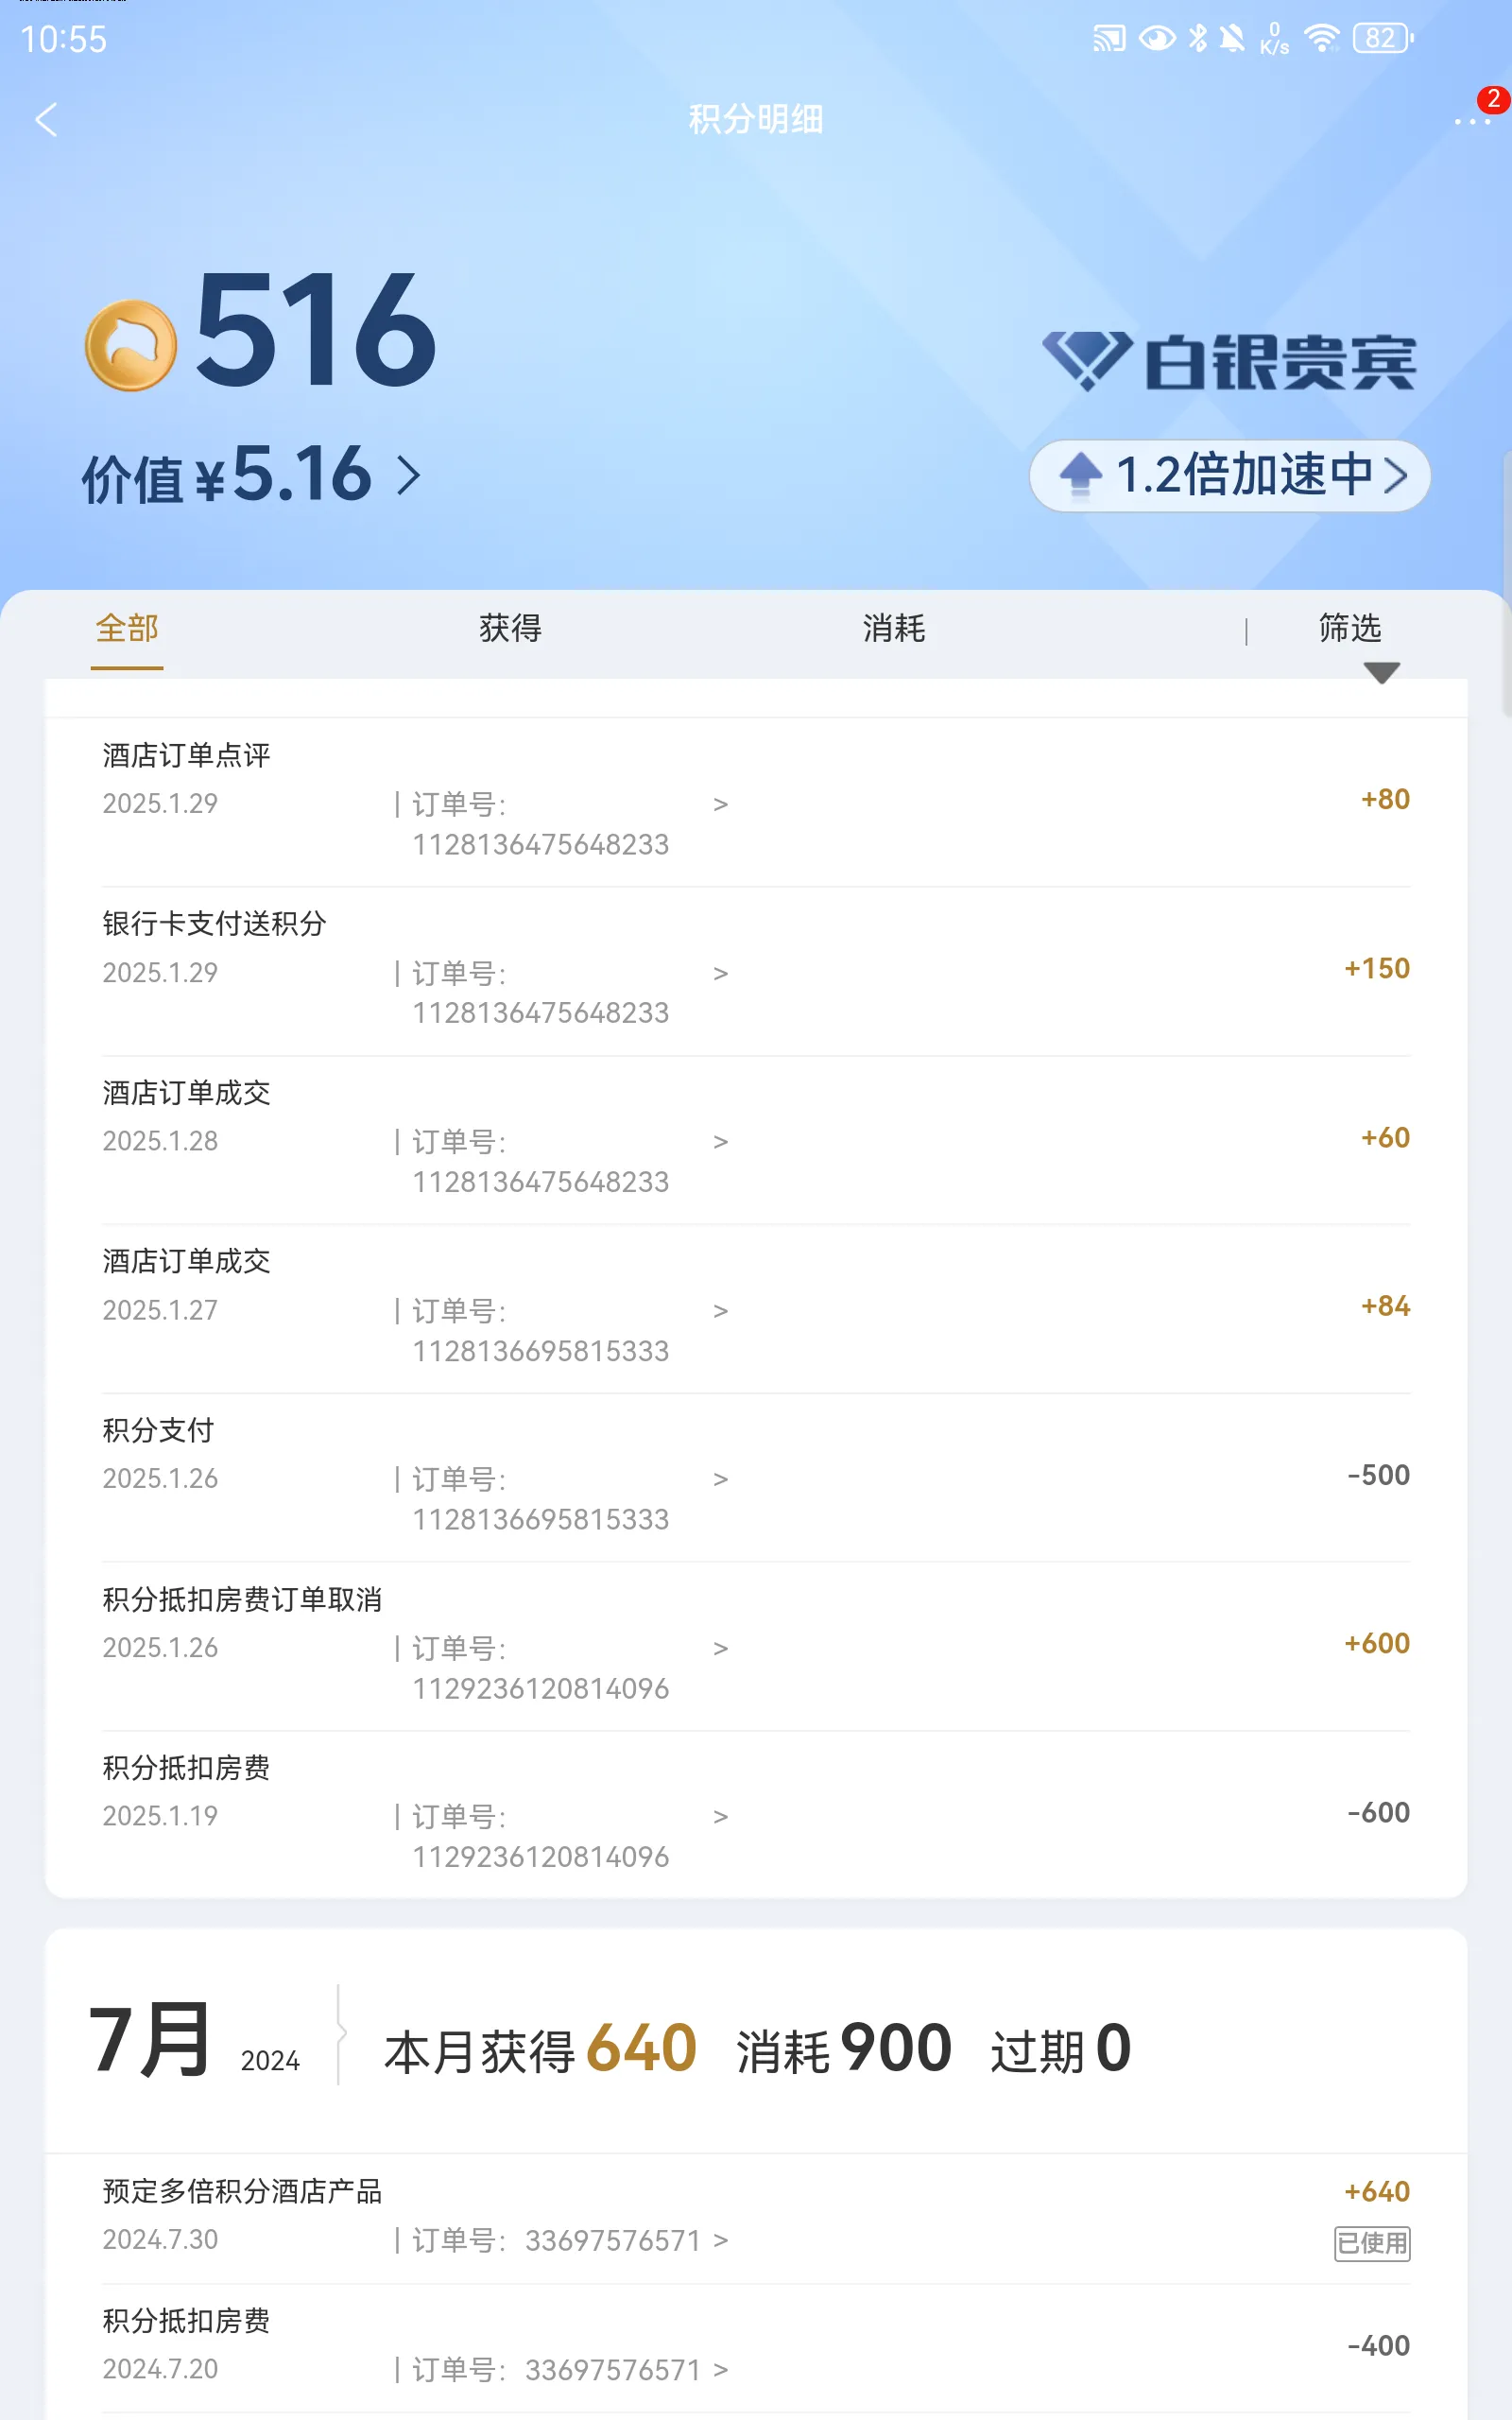 10:55
0
K/s
82
积分明细
2
516
白银贵宾
价值¥5.16
1.2倍加速中
全部 获得 消耗 | 筛选
酒店订单点评
2025.1.29 | 订单号: > +80
1128136475648233
银行卡支付送积分
2025.1.29 | 订单号: > +150
1128136475648233
酒店订单成交
2025.1.28 | 订单号: > +60
1128136475648233
酒店订单成交
2025.1.27 | 订单号: > +84
1128136695815333
积分支付
2025.1.26 | 订单号: > -500
1128136695815333
积分抵扣房费订单取消
2025.1.26 | 订单号: > +600
1129236120814096
积分抵扣房费
2025.1.19 | 订单号: > -600
1129236120814096
7月 2024 本月获得640 消耗900 过期0
预定多倍积分酒店产品 +640
2024.7.30 | 订单号: 33697576571 > 已使用
积分抵扣房费
2024.7.20 | 订单号: 33697576571 > -400